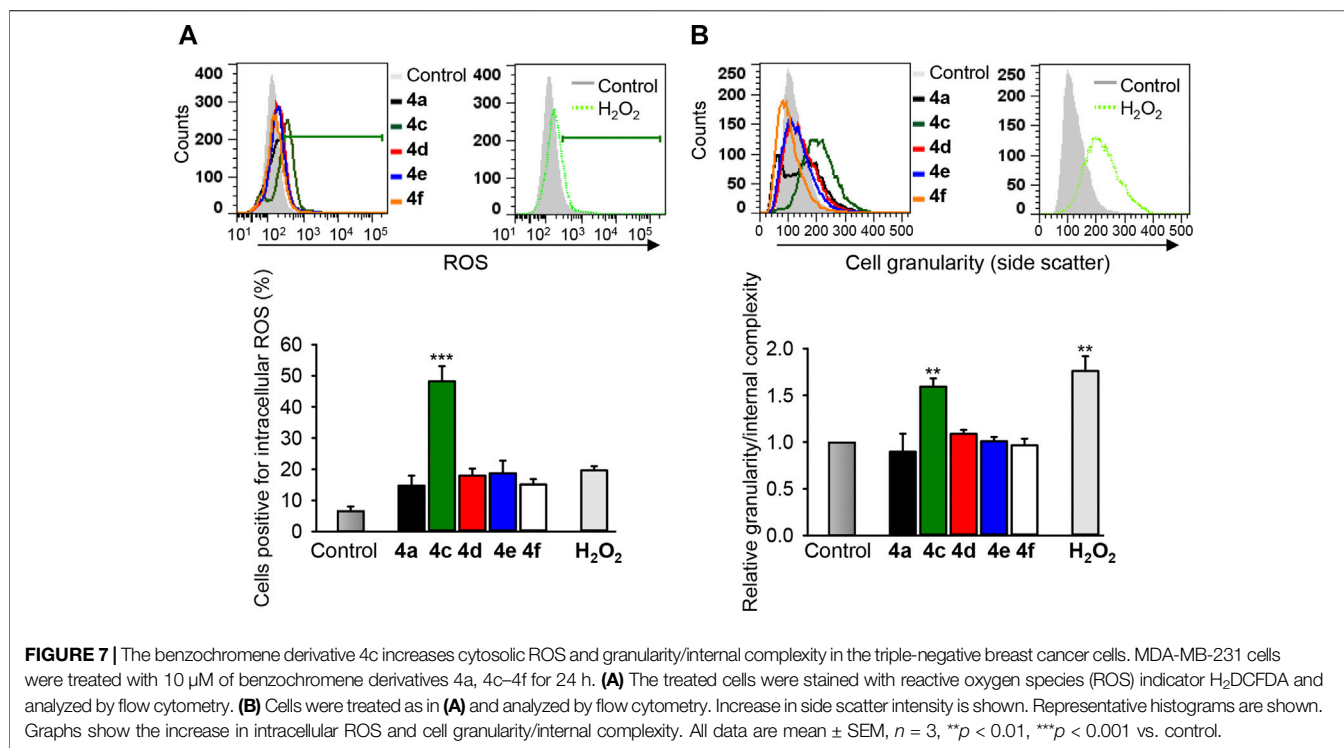 A
400
300
200
100
0
Counts
10¹ 10² 10³ 10⁴ 10⁵
Control
4a
4c
4d
4e
4f
400
300
200
100
0
Control
H₂O₂
10¹ 10² 10³ 10⁴ 10⁵
ROS
B
250
200
150
100
50
0
Counts
0 100 200 300 400 500
Control
4a
4c
4d
4e
4f
250
200
150
100
50
0
Control
H₂O₂
0 100 200 300 400 500
Cell granularity (side scatter)
Cells positive for intracellular ROS (%)
60
50
40
30
20
10
0
***
Control 4a 4c 4d 4e 4f H₂O₂
Relative granularity/internal complexity
2.0
1.5
1.0
0.5
0.0
**
**
Control 4a 4c 4d 4e 4f H₂O₂
FIGURE 7 | The benzochromene derivative 4c increases cytosolic ROS and granularity/internal complexity in the triple-negative breast cancer cells. MDA-MB-231 cells
were treated with 10 µM of benzochromene derivatives 4a, 4c–4f for 24 h. (A) The treated cells were stained with reactive oxygen species (ROS) indicator H₂DCFDA and
analyzed by flow cytometry. (B) Cells were treated as in (A) and analyzed by flow cytometry. Increase in side scatter intensity is shown. Representative histograms are shown.
Graphs show the increase in intracellular ROS and cell granularity/internal complexity. All data are mean ± SEM, n = 3, **p < 0.01, ***p < 0.001 vs. control.